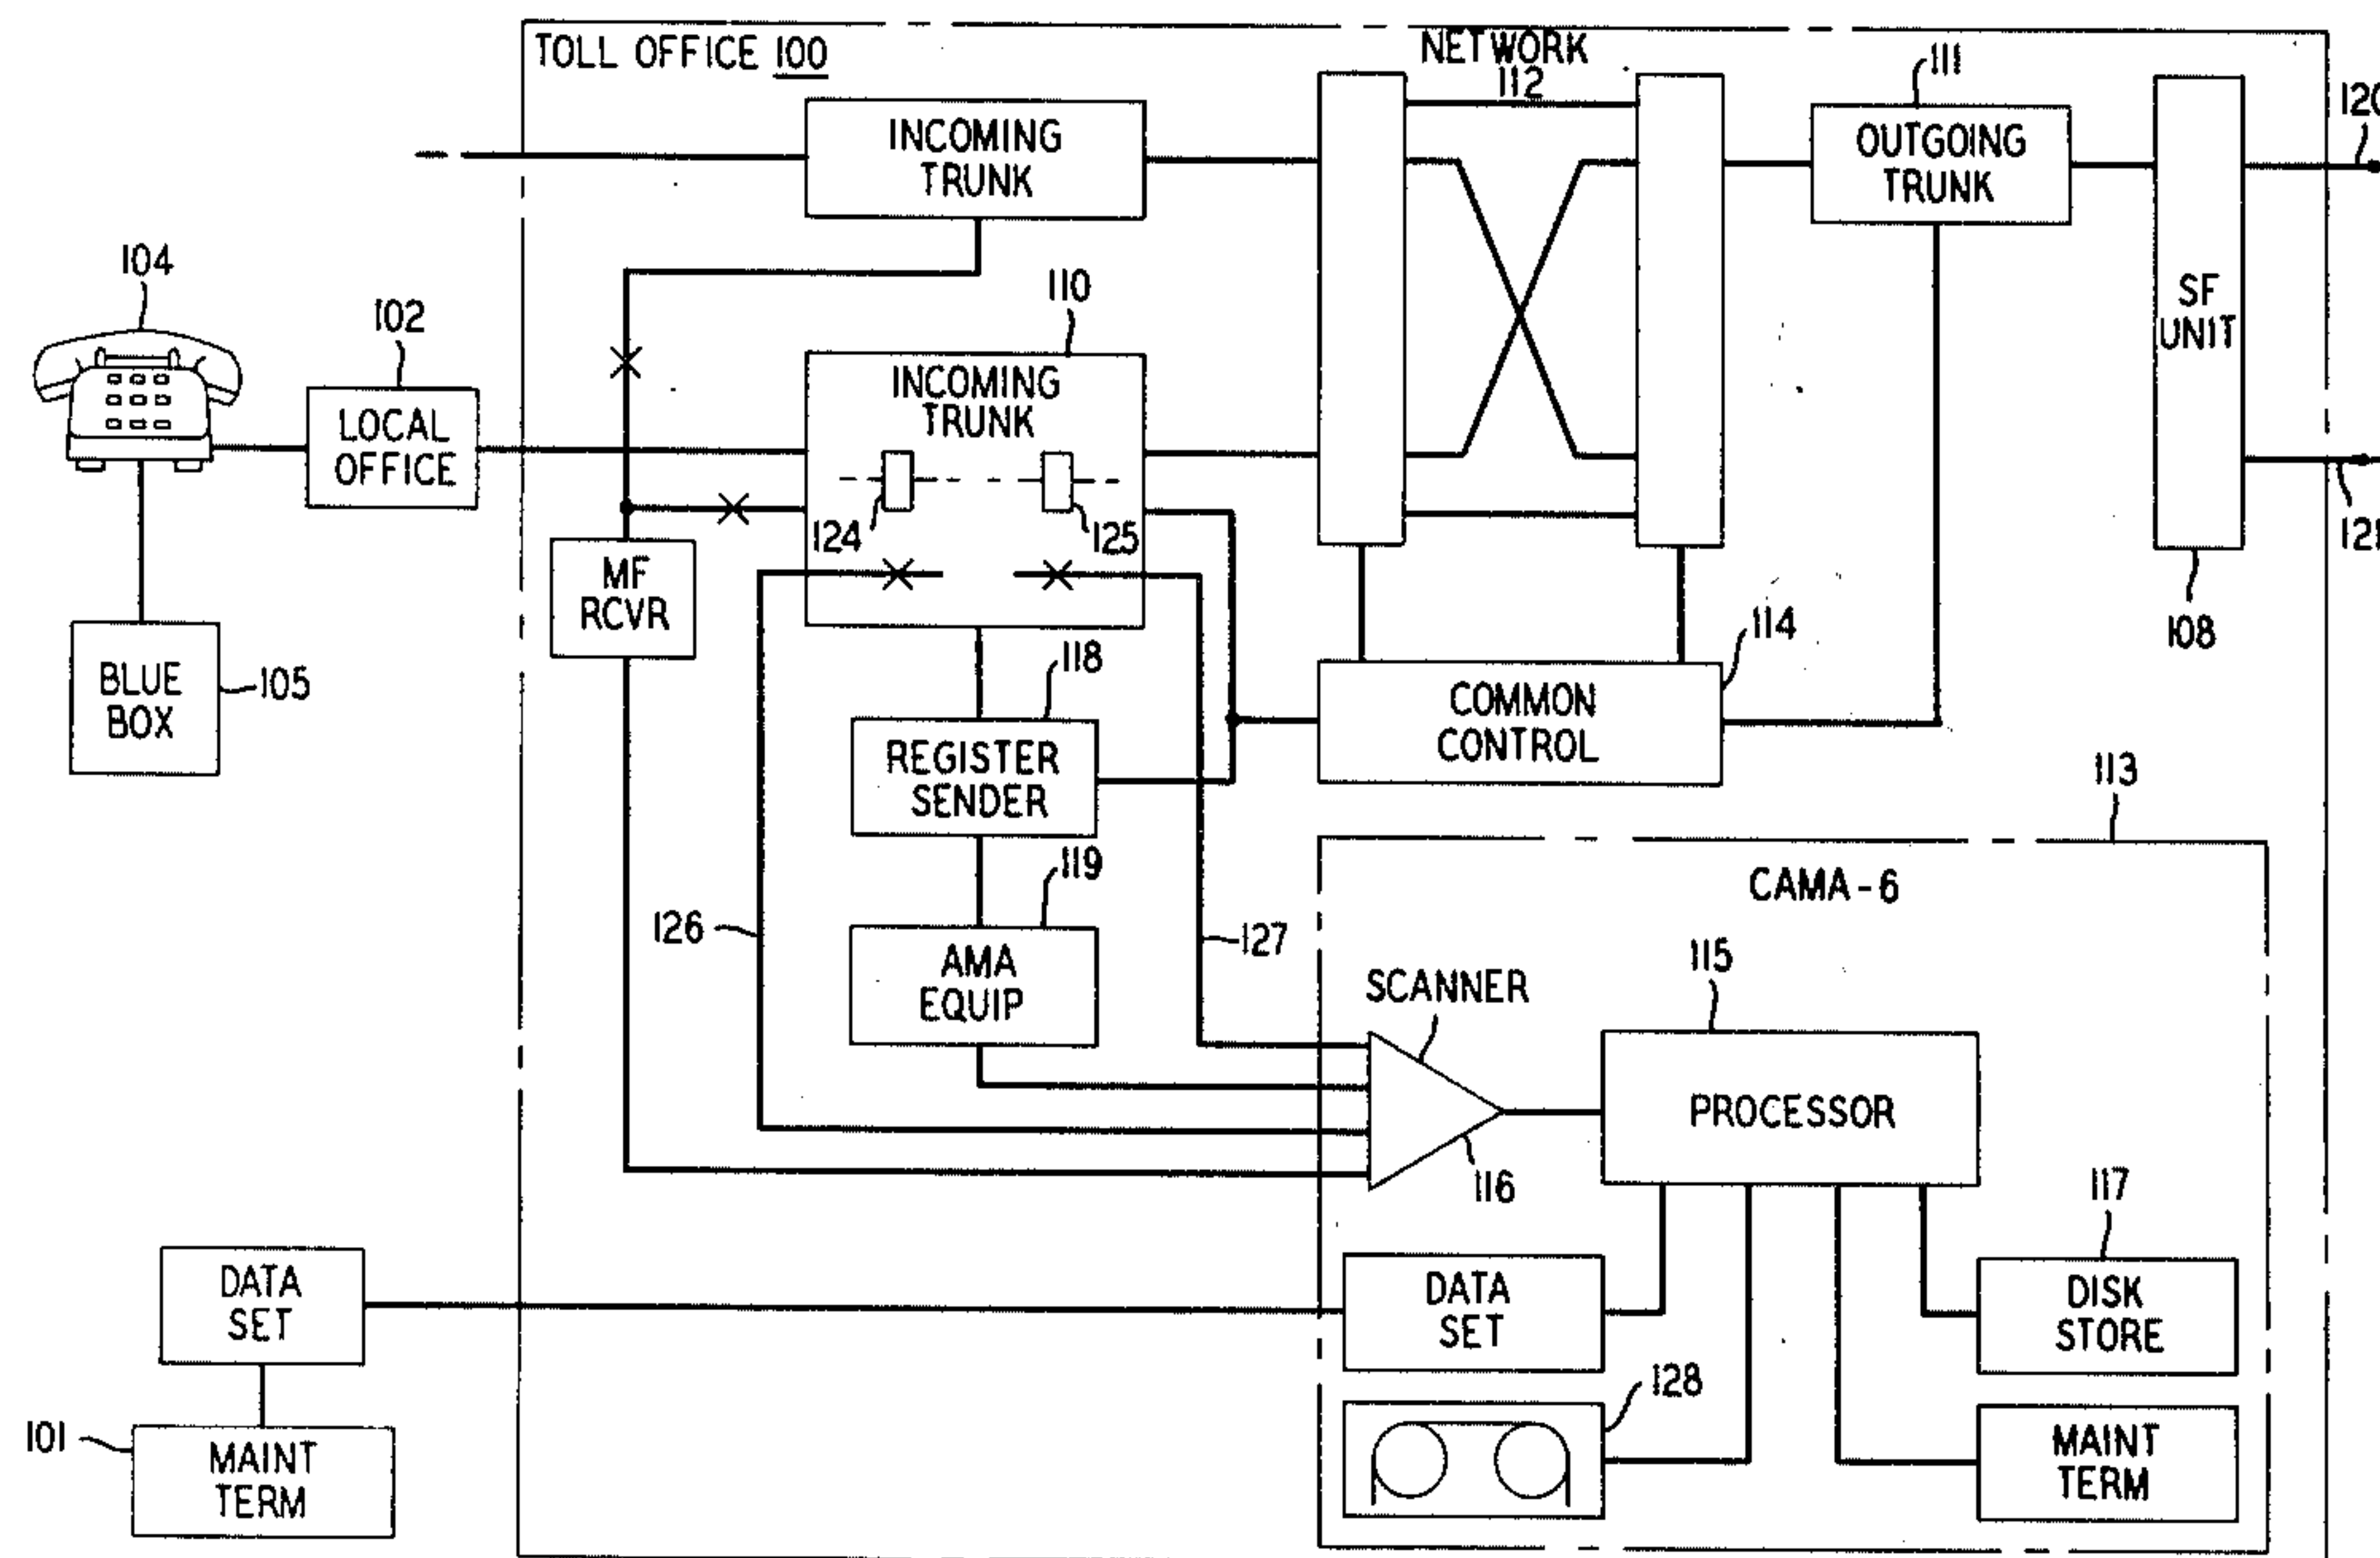 TOLL OFFICE 100
NETWORK
112
111
120
INCOMING
TRUNK
OUTGOING
TRUNK
104
102
110
SF
UNIT
INCOMING
TRUNK
LOCAL
OFFICE
124
125
121
MF
RCVR
108
114
118
BLUE
BOX
105
COMMON
CONTROL
REGISTER
SENDER
113
119
CAMA-6
126
127
AMA
EQUIP
115
SCANNER
PROCESSOR
116
117
DATA
SET
DATA
SET
DISK
STORE
128
101
MAINT
TERM
MAINT
TERM